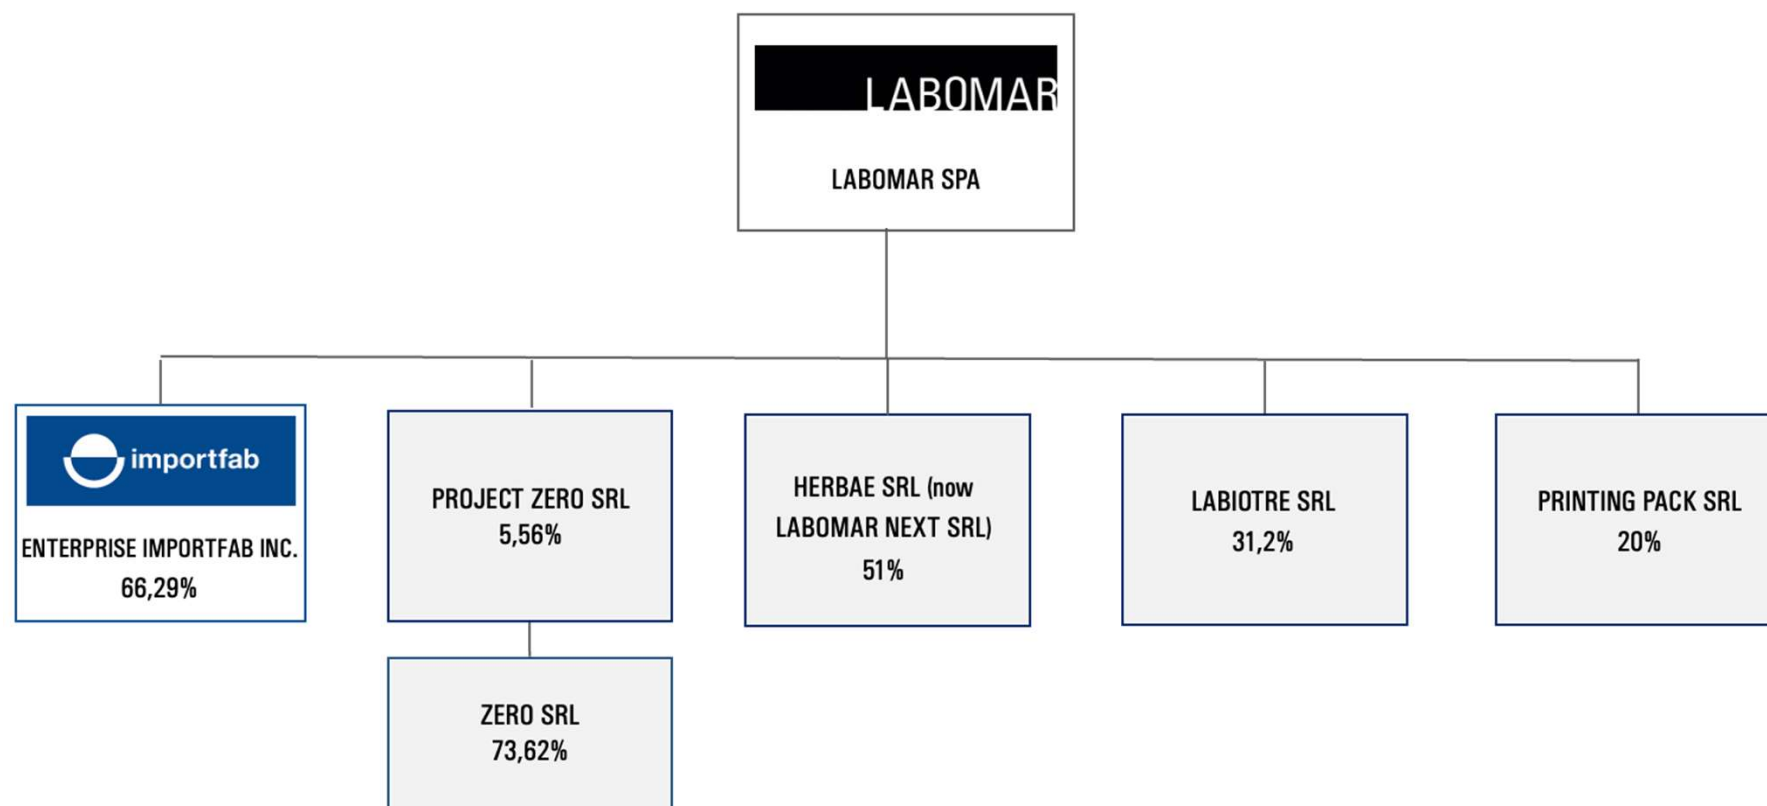 LABOMAR
LABOMAR SPA
importfab
ENTERPRISE IMPORTFAB INC.
66,29%
PROJECT ZERO SRL
5,56%
HERBAE SRL (now
LABOMAR NEXT SRL)
51%
LABIOTRE SRL
31,2%
PRINTING PACK SRL
20%
ZERO SRL
73,62%